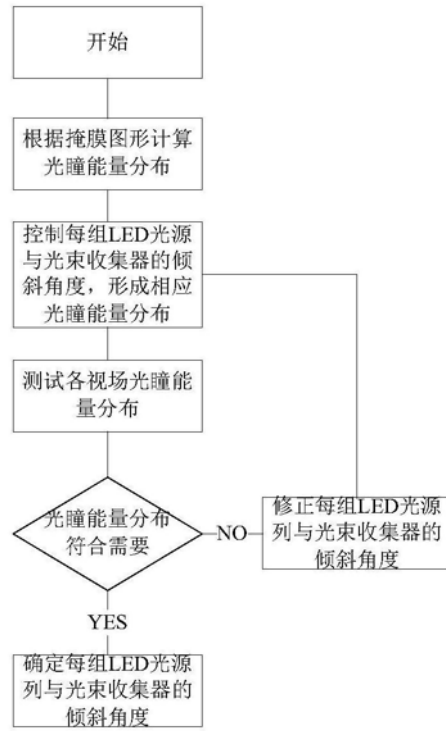 开始
根据掩膜图形计算
光瞳能量分布
控制每组LED光源
与光束收集器的倾
斜角度，形成相应
光瞳能量分布
测试各视场光瞳能
量分布
光瞳能量分布
符合需要
NO
修正每组LED光源
列与光束收集器的
倾斜角度
YES
确定每组LED光源
列与光束收集器的
倾斜角度